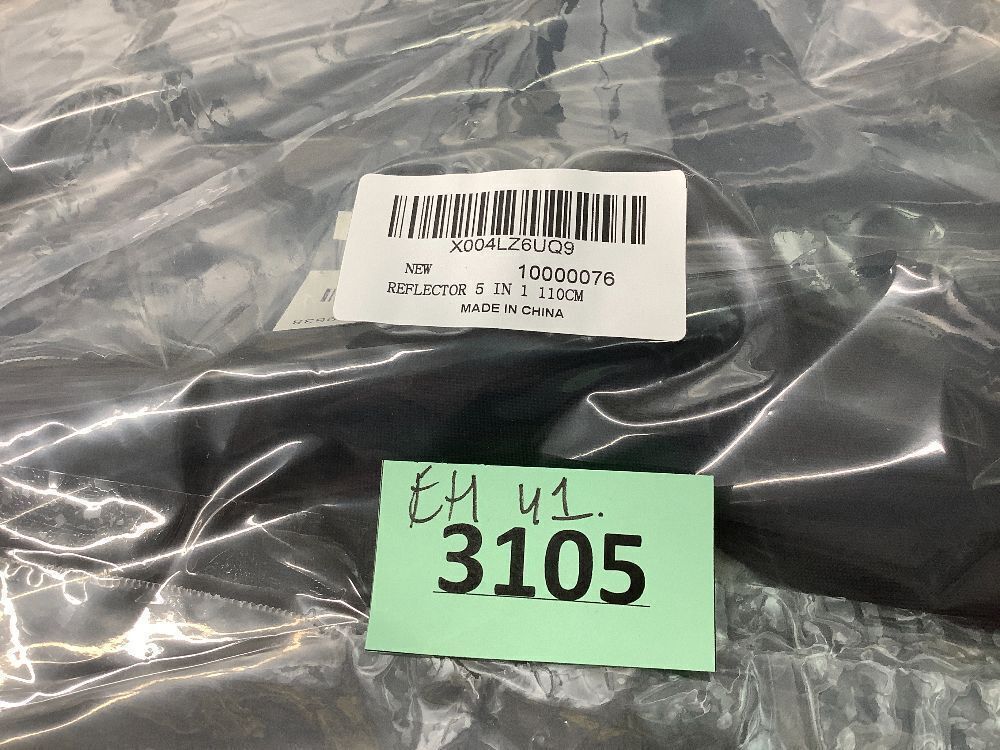 X004LZ6UQ9
NEW 10000076
REFLECTOR 5 IN 1 110CM
MADE IN CHINA
EH 41.
3105